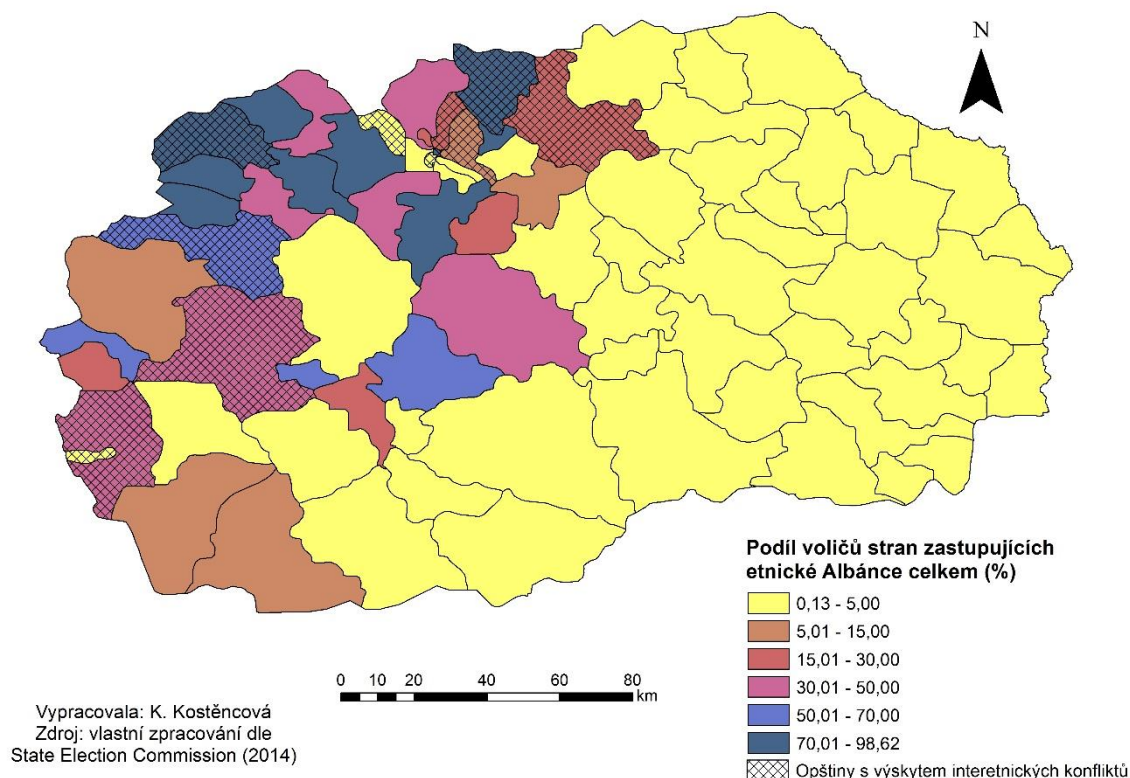 N
Podíl voličů stran zastupujících
etnické Albánce celkem (%)
0,13 - 5,00
5,01 - 15,00
15,01 - 30,00
30,01 - 50,00
50,01 - 70,00
70,01 - 98,62
Opštiny s výskytem interetnických konfliktů
0 10 20 40 60 80
km
Vypracovala: K. Kostěncová
Zdroj: vlastní zpracování dle
State Election Commission (2014)